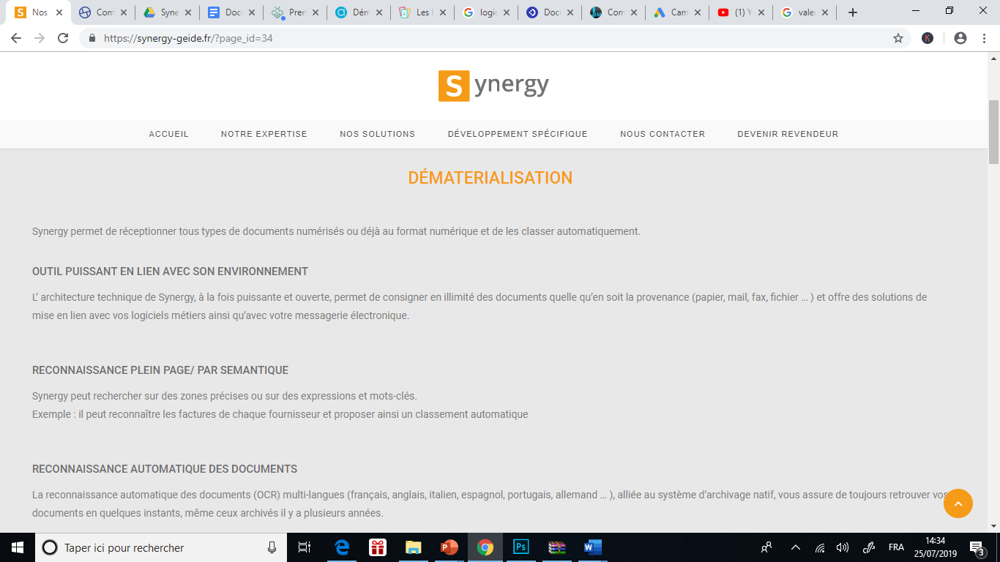 Nos
Com
Syne
Docu
Pren
Dém
Les
logic
Docu
Com
Cam
(1) Y
vale
https://synergy-geide.fr/?page_id=34
K
S ynergy
ACCUEIL NOTRE EXPERTISE NOS SOLUTIONS DÉVELOPPEMENT SPÉCIFIQUE NOUS CONTACTER DEVENIR REVENDEUR
DÉMATERIALISATION
Synergy permet de réceptionner tous types de documents numérisés ou déjà au format numérique et de les classer automatiquement.
OUTIL PUISSANT EN LIEN AVEC SON ENVIRONNEMENT
L’ architecture technique de Synergy, à la fois puissante et ouverte, permet de consigner en illimité des documents quelle qu’en soit la provenance (papier, mail, fax, fichier … ) et offre des solutions de
mise en lien avec vos logiciels métiers ainsi qu’avec votre messagerie électronique.
RECONNAISSANCE PLEIN PAGE/ PAR SEMANTIQUE
Synergy peut rechercher sur des zones précises ou sur des expressions et mots-clés.
Exemple : il peut reconnaître les factures de chaque fournisseur et proposer ainsi un classement automatique
RECONNAISSANCE AUTOMATIQUE DES DOCUMENTS
La reconnaissance automatique des documents (OCR) multi-langues (français, anglais, italien, espagnol, portugais, allemand … ), alliée au système d’archivage natif, vous assure de toujours retrouver vos
documents en quelques instants, même ceux archivés il y a plusieurs années.
Taper ici pour rechercher
FRA
14:34
25/07/2019
3